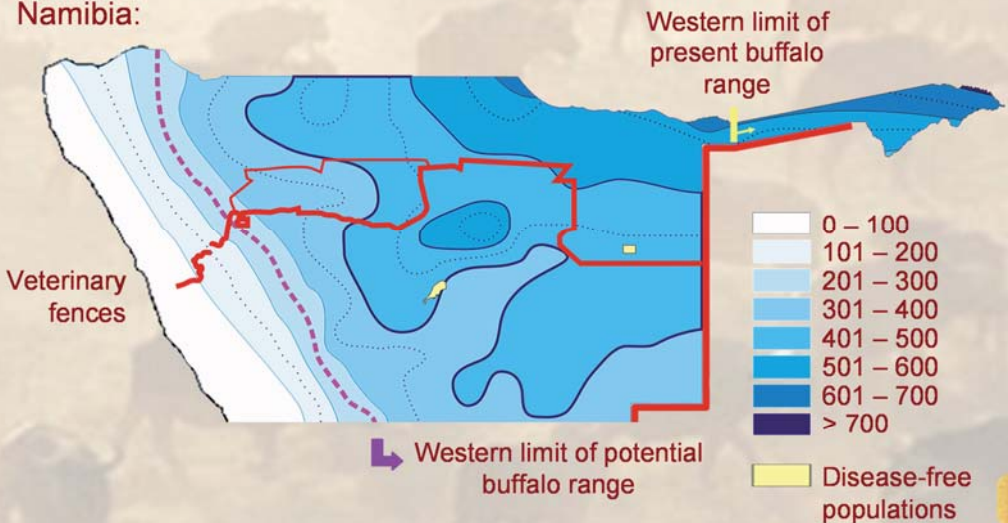 Namibia:
Western limit of
present buffalo
range
Veterinary
fences
0 – 100
101 – 200
201 – 300
301 – 400
401 – 500
501 – 600
601 – 700
> 700
Western limit of potential
buffalo range
Disease-free
populations